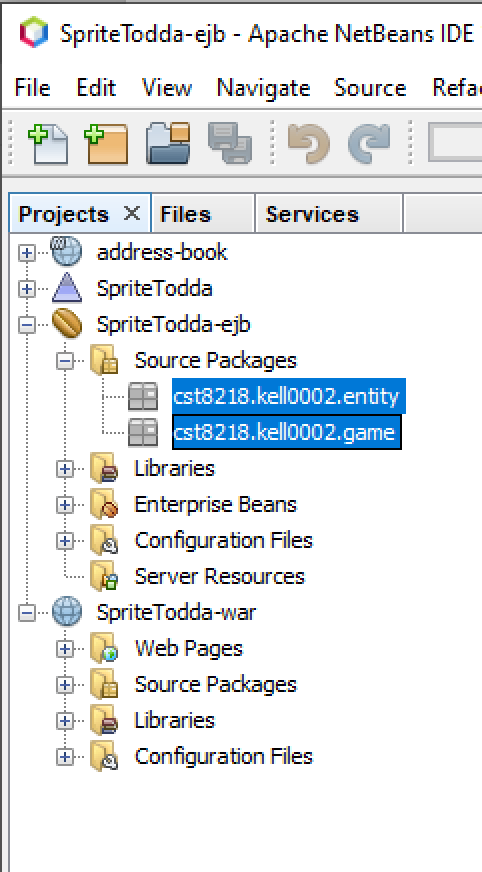 SpriteTodda-ejb - Apache NetBeans IDE
File Edit View Navigate Source Refa
Projects Files Services
address-book
SpriteTodda
SpriteTodda-ejb
Source Packages
cst8218.kell0002.entity
cst8218.kell0002.game
Libraries
Enterprise Beans
Configuration Files
Server Resources
SpriteTodda-war
Web Pages
Source Packages
Libraries
Configuration Files